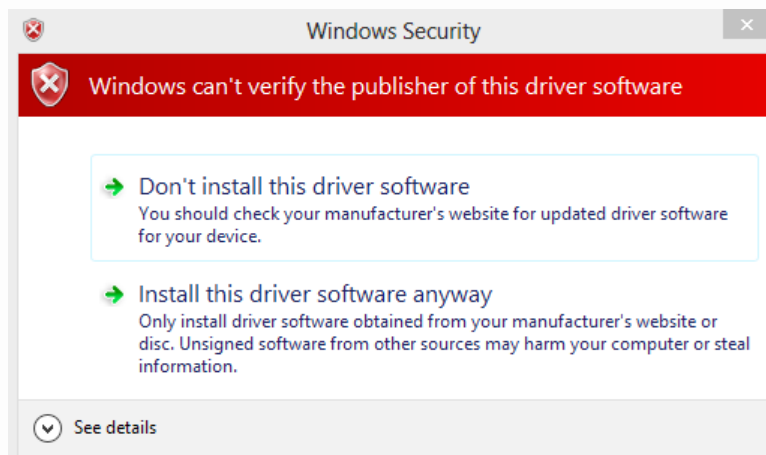 Windows Security
Windows can't verify the publisher of this driver software
Don't install this driver software
You should check your manufacturer's website for updated driver software
for your device.
Install this driver software anyway
Only install driver software obtained from your manufacturer's website or
disc. Unsigned software from other sources may harm your computer or steal
information.
See details